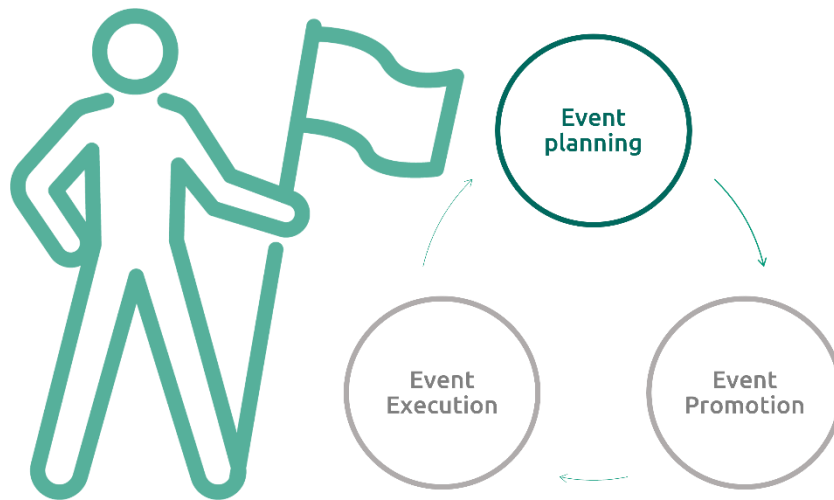 Event
planning
Event
Execution
Event
Promotion